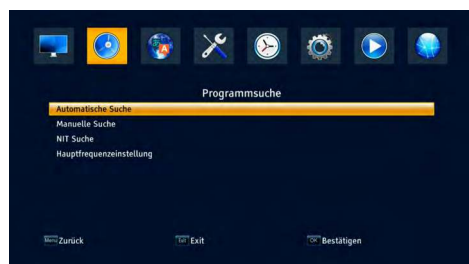 Programmsuche
Automatische Suche
Manuelle Suche
NIT Suche
Hauptfrequenzeinstellung
Menu Zurück Exit Exit OK Bestätigen